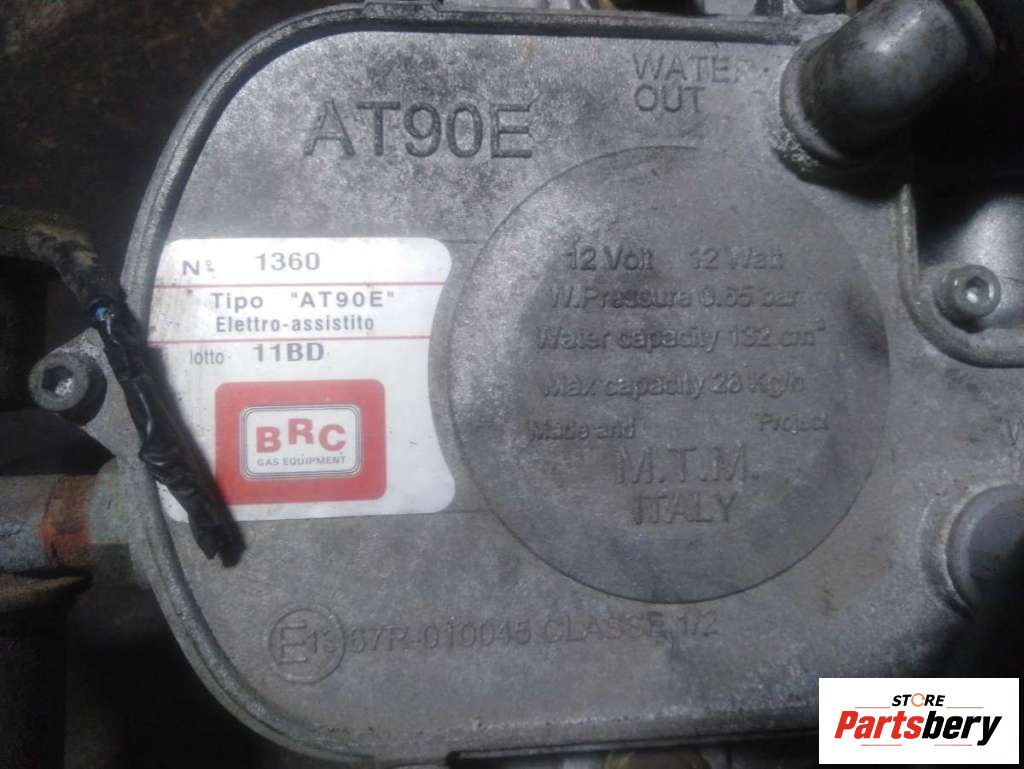 AT90E
WATER
OUT
Nº 1360
Tipo "AT90E"
Elettro-assistito
lotto 11BD
BRC
GAS EQUIPMENT
12 Volt 12 Watt
W.Pressura 0.65 bar
Water capacity 132 cm³
Max capacity 28 Kg/h
Made and Project
M.T.M.
ITALY
E13 67R-010045 CLASSE 1/2
STORE
Partsbery